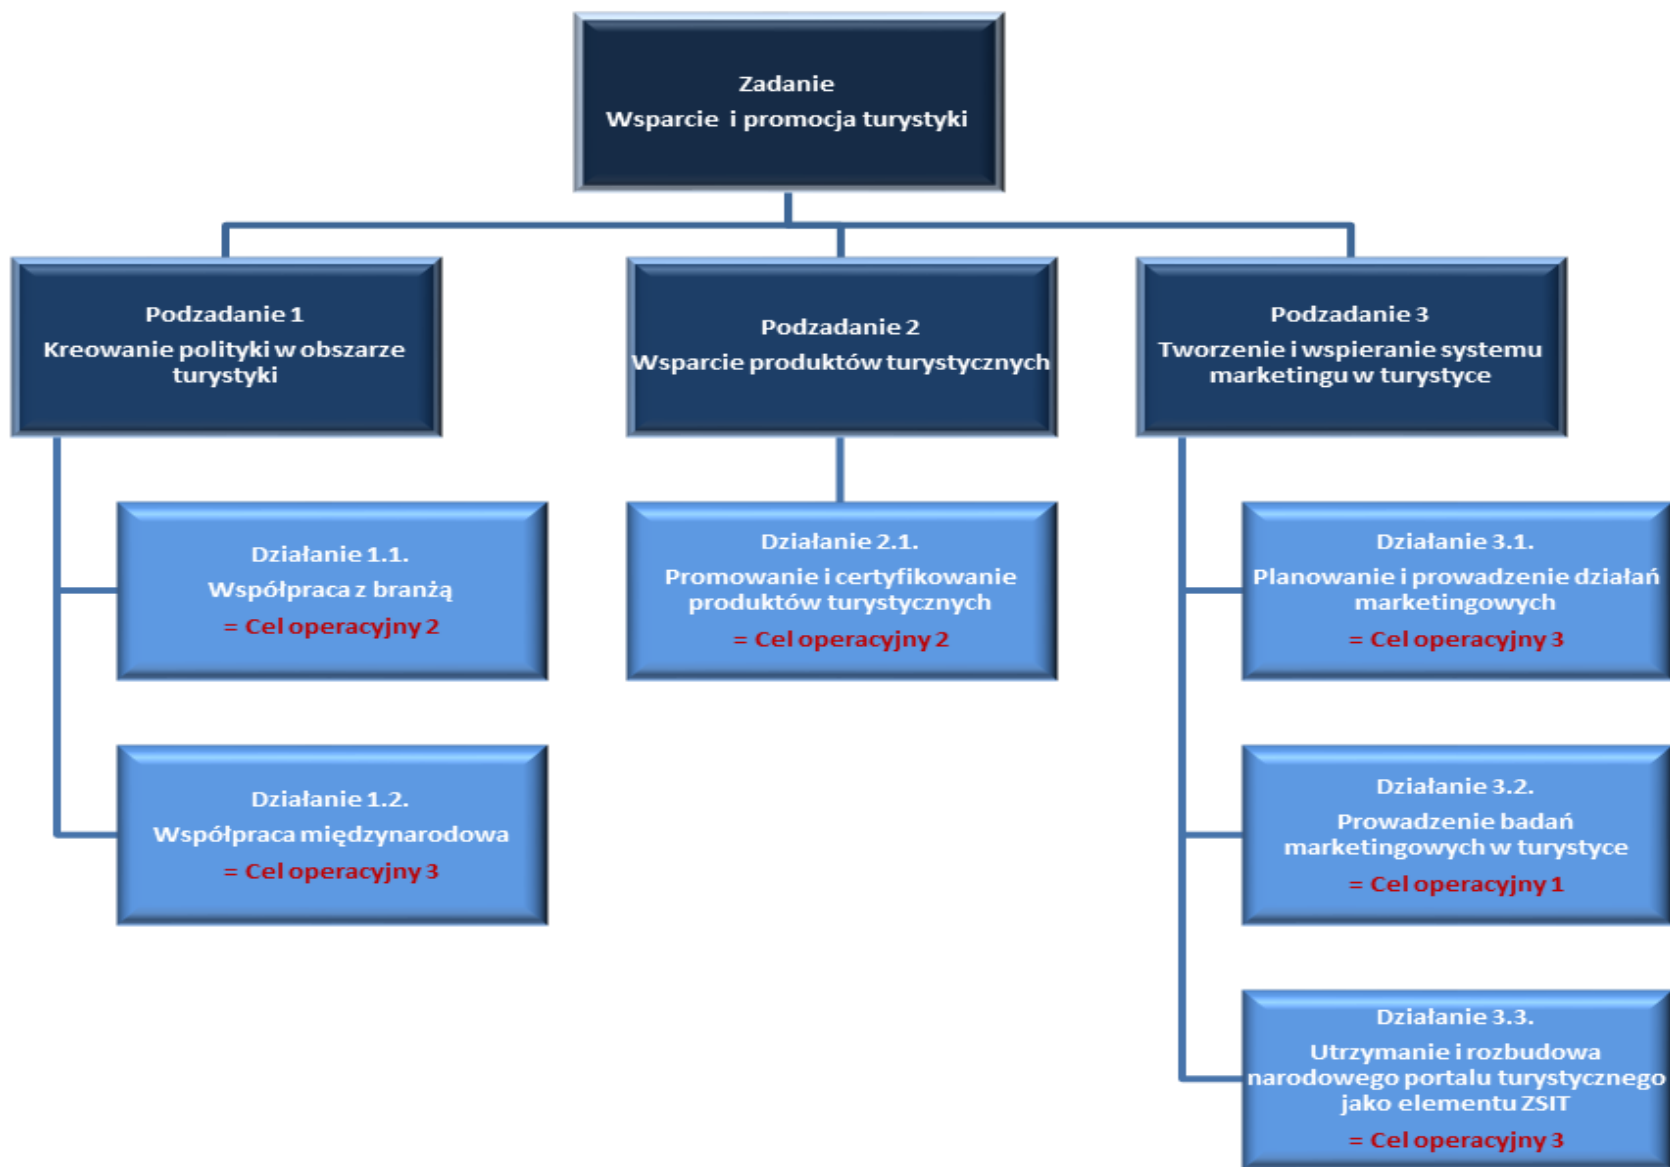 Zadanie
Wsparcie i promocja turystyki
Podzadanie 1
Kreowanie polityki w obszarze
turystyki
Działanie 1.1.
Współpraca z branżą
= Cel operacyjny 2
Działanie 1.2.
Współpraca międzynarodowa
= Cel operacyjny 3
Podzadanie 2
Wsparcie produktów turystycznych
Działanie 2.1.
Promowanie i certyfikowanie
produktów turystycznych
= Cel operacyjny 2
Podzadanie 3
Tworzenie i wspieranie systemu
marketingu w turystyce
Działanie 3.1.
Planowanie i prowadzenie działań
marketingowych
= Cel operacyjny 3
Działanie 3.2.
Prowadzenie badań
marketingowych w turystyce
= Cel operacyjny 1
Działanie 3.3.
Utrzymanie i rozbudowa
narodowego portalu turystycznego
jako elementu ZSIT
= Cel operacyjny 3